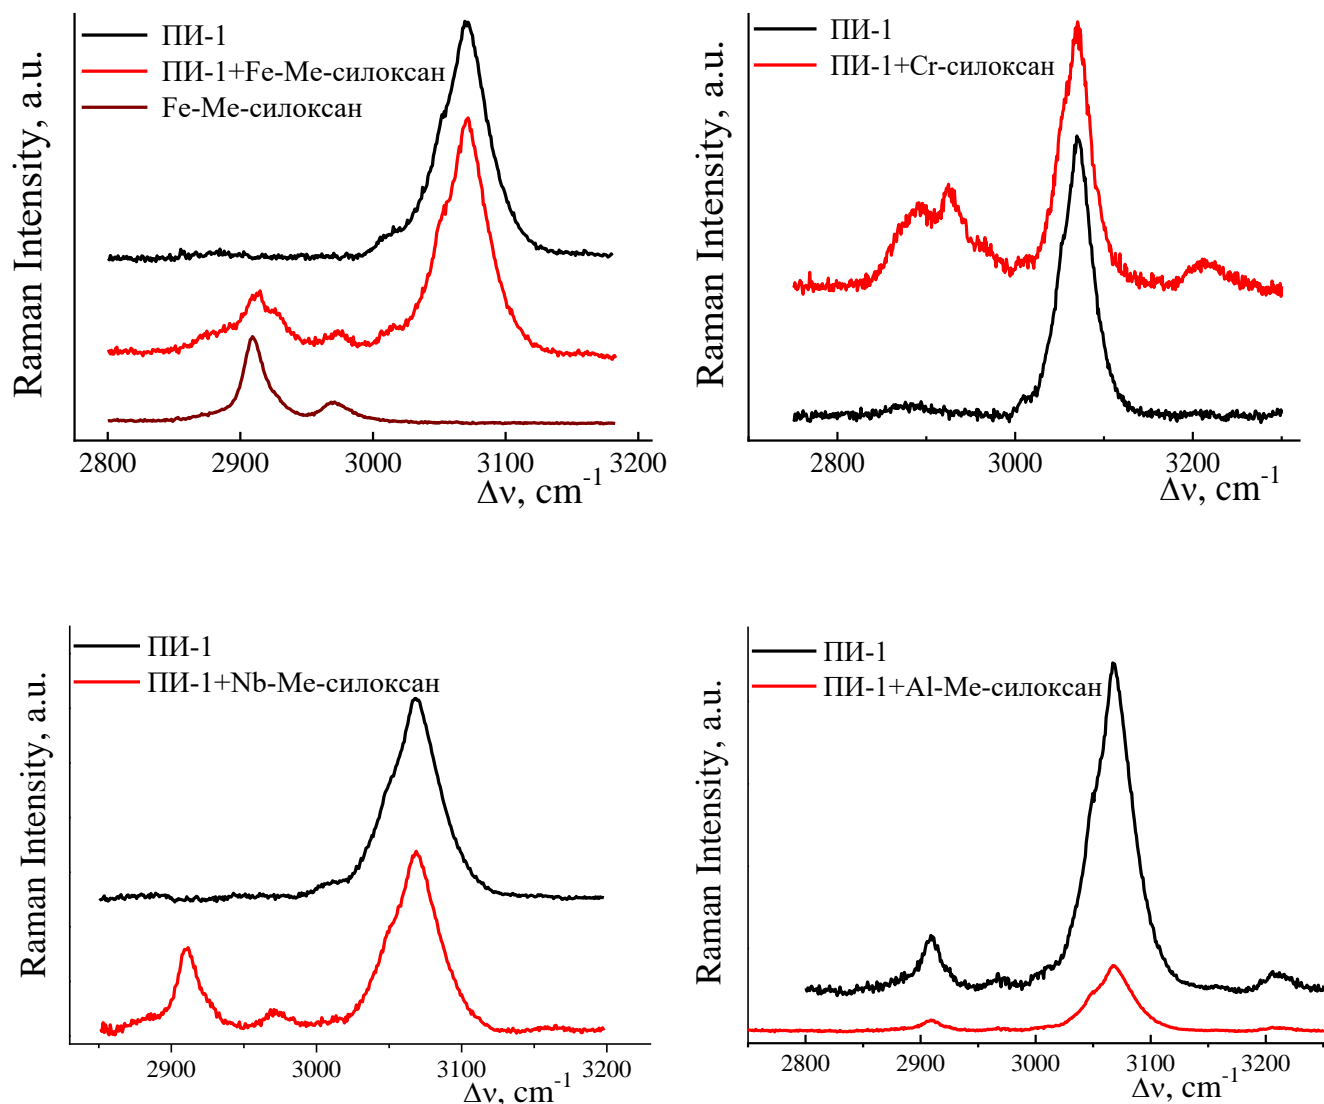 ПИ-1
ПИ-1+Fe-Me-силоксан
Fe-Me-силоксан
Raman Intensity, a.u.
2800 2900 3000 3100 3200
Δν, cm-1
ПИ-1
ПИ-1+Cr-силоксан
Raman Intensity, a.u.
2800 3000 3200
Δν, cm-1
ПИ-1
ПИ-1+Nb-Me-силоксан
Raman Intensity, a.u.
2900 3000 3100 3200
Δν, cm-1
ПИ-1
ПИ-1+Al-Me-силоксан
Raman Intensity, a.u.
2800 2900 3000 3100 3200
Δν, cm-1